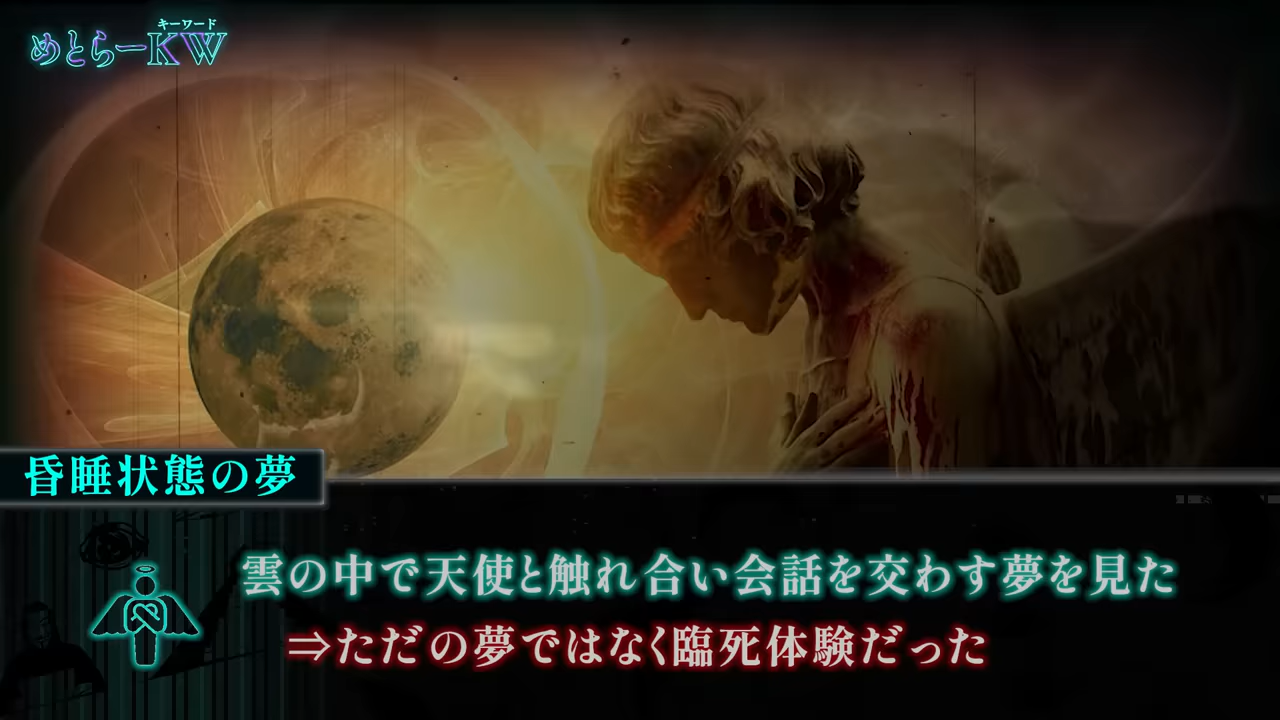 キーワード
めとらーKW
昏睡状態の夢
雲の中で天使と触れ合い会話を交わす夢を見た
⇒ただの夢ではなく臨死体験だった